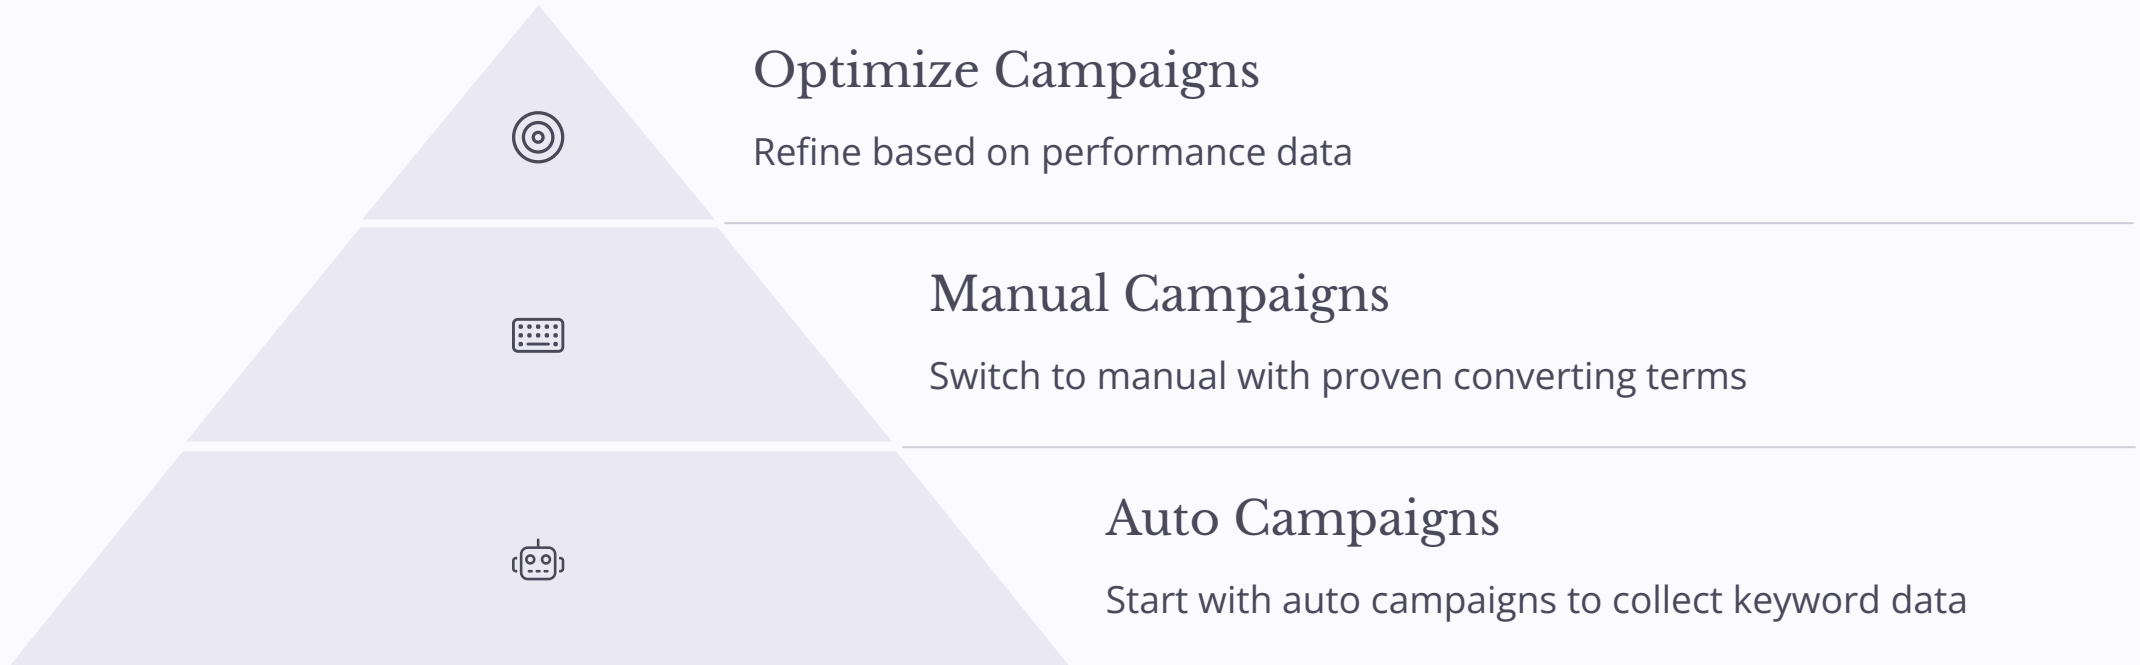 Optimize Campaigns
Refine based on performance data
Manual Campaigns
Switch to manual with proven converting terms
Auto Campaigns
Start with auto campaigns to collect keyword data